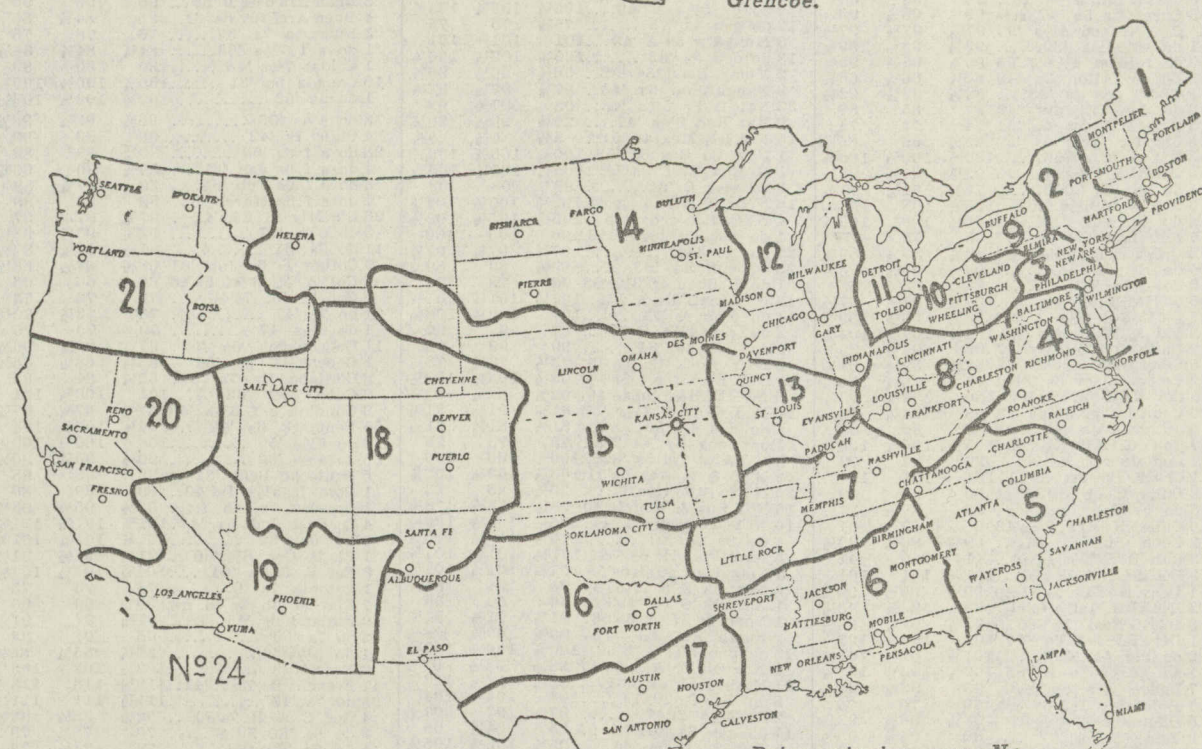 Glencoe.
1
MONTPELIER
PORTLAND
2
PORTSMOUTH
BOSTON
SEATTLE
SPOKANE
HARTFORD
PROVIDENCE
BISMARCK
FARGO
14
DULUTH
BUFFALO
9
ELMIRA
NEW YORK
NEWARK
HELENA
MINNEAPOLIS
ST. PAUL
12
MILWAUKEE
DETROIT
CLEVELAND
3
PHILADELPHIA
PORTLAND
21
PIERRE
MADISON
11
10
PITTSBURGH
TOLEDO
WHEELING
BALTIMORE
WILMINGTON
BOISE
CHICAGO
GARY
WASHINGTON
4
DES MOINES
DAVENPORT
INDIANAPOLIS
CINCINNATI
RICHMOND
NORFOLK
OMAHA
8
CHARLESTON
SALT LAKE CITY
CHEYENNE
LINCOLN
QUINCY
13
LOUISVILLE
FRANKFORT
ROANOKE
RENO
20
ST. LOUIS
EVANSVILLE
RALEIGH
SACRAMENTO
DENVER
KANSAS CITY
18
15
PADUCAH
NASHVILLE
CHARLOTTE
SAN FRANCISCO
PUEBLO
CHATTANOOGA
COLUMBIA
FRESNO
WICHITA
7
TULSA
MEMPHIS
ATLANTA
5
CHARLESTON
SANTA FE
OKLAHOMA CITY
BIRMINGHAM
SAVANNAH
LITTLE ROCK
MONTGOMERY
ALBUQUERQUE
19
6
WAYCROSS
JACKSONVILLE
LOS ANGELES
PHOENIX
16
DALLAS
SHREVEPORT
JACKSON
FORT WORTH
HATTIESBURG
MOBILE
YUMA
PENSACOLA
EL PASO
17
NEW ORLEANS
TAMPA
Nº 24
AUSTIN
HOUSTON
SAN ANTONIO
GALVESTON
MIAMI